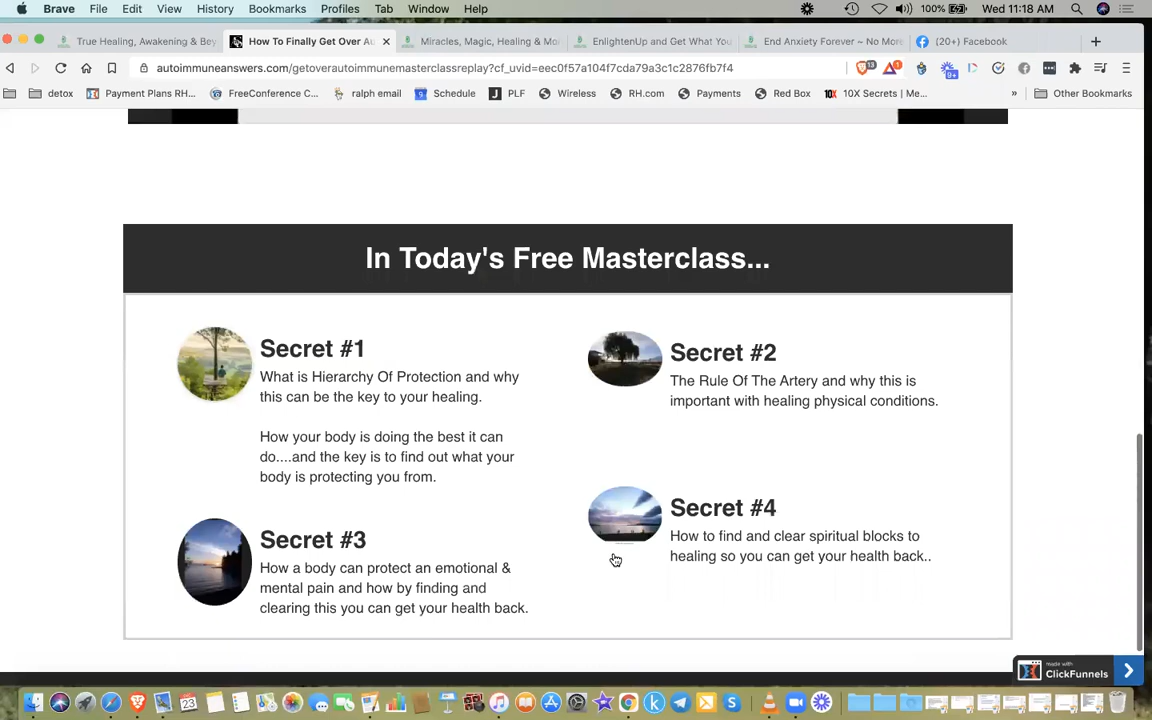 Brave File Edit View History Bookmarks Profiles Tab Window Help 100% Wed 11:18 AM
True Healing, Awakening & Bey How To Finally Get Over Au Miracles, Magic, Healing & Mo EnlightenUp and Get What You End Anxiety Forever ~ No More (20+) Facebook
autoimmuneanswers.com/getoverautoimmunemasterclassreplay?cf_uvid=eec0f57a104f7cda79a3c1c2876fb7f4 13 1 9+
detox Payment Plans RH... FreeConference C... ralph email Schedule PLF Wireless RH.com Payments Red Box 10X 10X Secrets | Me... » Other Bookmarks
In Today's Free Masterclass...
Secret #1
What is Hierarchy Of Protection and why
this can be the key to your healing.
How your body is doing the best it can
do....and the key is to find out what your
body is protecting you from.
Secret #2
The Rule Of The Artery and why this is
important with healing physical conditions.
Secret #3
How a body can protect an emotional &
mental pain and how by finding and
clearing this you can get your health back.
Secret #4
How to find and clear spiritual blocks to
healing so you can get your health back..
made with
ClickFunnels
23